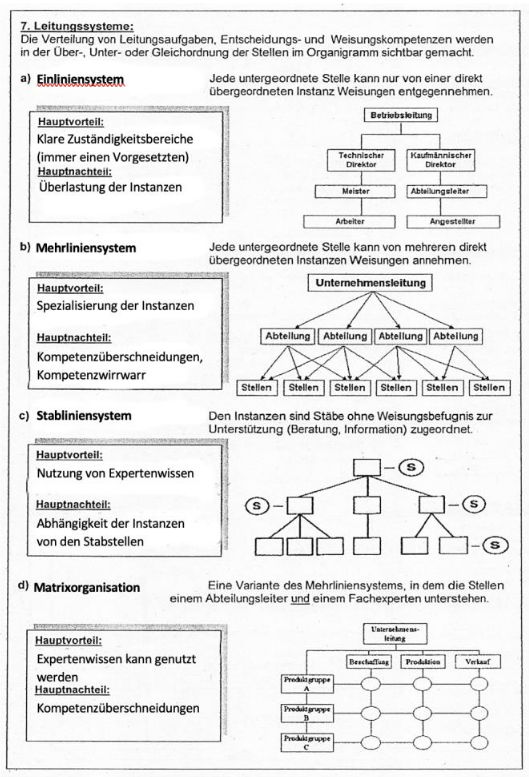 7. Leitungssysteme:
Die Verteilung von Leitungsaufgaben, Entscheidungs- und Weisungskompetenzen werden
in der Über-, Unter- oder Gleichordnung der Stellen im Organigramm sichtbar gemacht.
a) Einliniensystem
Jede untergeordnete Stelle kann nur von einer direkt
übergeordneten Instanz Weisungen entgegennehmen.
Hauptvorteil:
Klare Zuständigkeitsbereiche
(immer einen Vorgesetzten)
Hauptnachteil:
Überlastung der Instanzen
Betriebsleitung
Technischer Direktor
Kaufmännischer Direktor
Meister
Abteilungsleiter
Arbeiter
Angestellter
b) Mehrliniensystem
Jede untergeordnete Stelle kann von mehreren direkt
übergeordneten Instanzen Weisungen annehmen.
Hauptvorteil:
Spezialisierung der Instanzen
Hauptnachteil:
Kompetenzüberschneidungen,
Kompetenzwirrwarr
Unternehmensleitung
Abteilung Abteilung Abteilung Abteilung
Stellen Stellen Stellen Stellen Stellen Stellen
c) Stabliniensystem
Den Instanzen sind Stäbe ohne Weisungsbefugnis zur
Unterstützung (Beratung, Information) zugeordnet.
Hauptvorteil:
Nutzung von Expertenwissen
Hauptnachteil:
Abhängigkeit der Instanzen
von den Stabstellen
S
S
S
S
d) Matrixorganisation
Eine Variante des Mehrliniensystems, in dem die Stellen
einem Abteilungsleiter und einem Fachexperten unterstehen.
Hauptvorteil:
Expertenwissen kann genutzt
werden
Hauptnachteil:
Kompetenzüberschneidungen
Unternehmens-
leitung
Beschaffung Produktion Verkauf
Produktgruppe
A
Produktgruppe
B
Produktgruppe
C